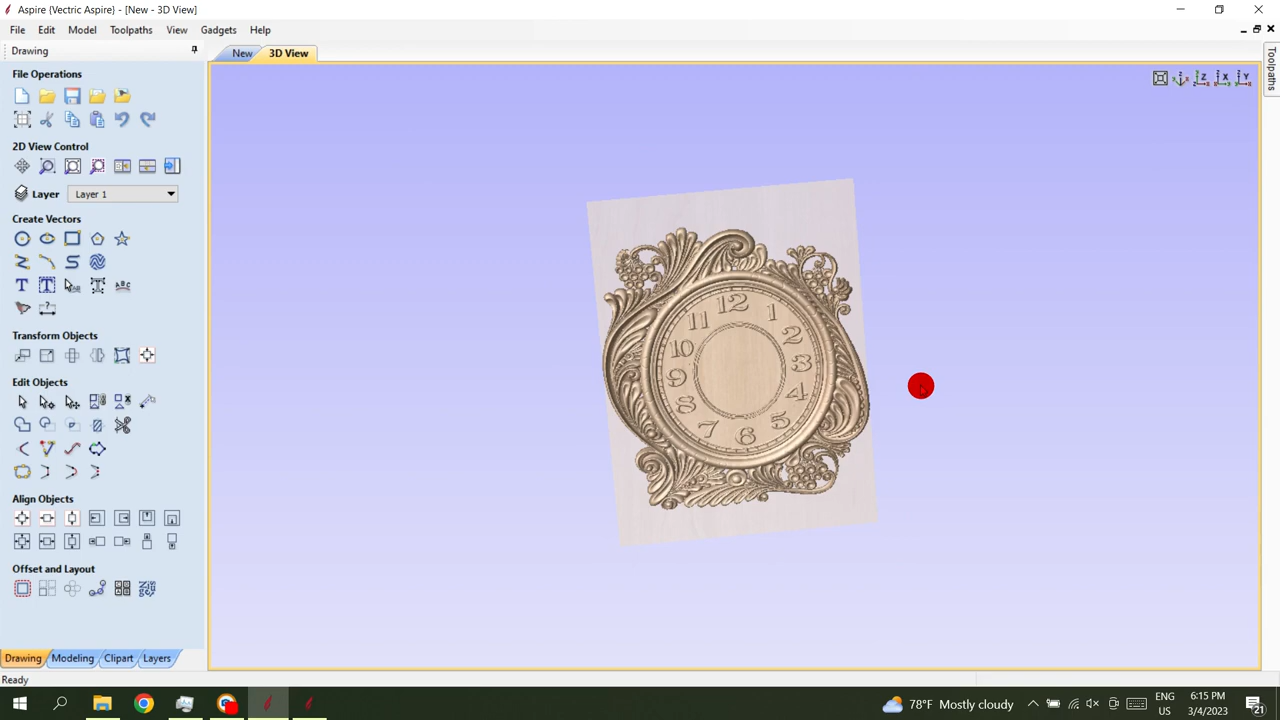 Aspire {Vectric Aspire} - [New - 3D View]
File Edit Model Toolpaths View Gadgets Help
Drawing
New 3D View
Toolpaths
File Operations
2D View Control
Layer Layer 1
Create Vectors
Transform Objects
Edit Objects
Align Objects
Offset and Layout
Z X Y
12
1
2
3
4
5
6
7
8
9
10
11
Drawing Modeling Clipart Layers
Ready
78°F Mostly cloudy
ENG
US
6:15 PM
3/4/2023
21